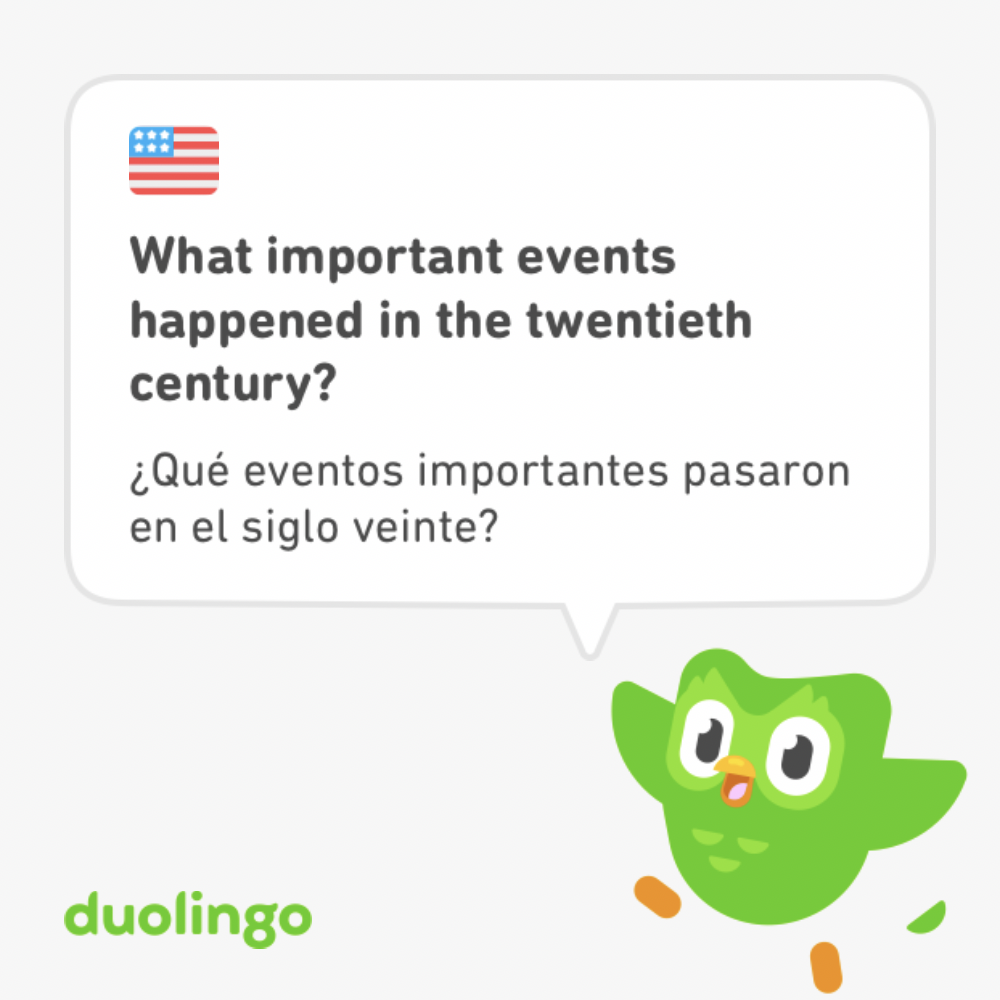 What important events
happened in the twentieth
century?
¿Qué eventos importantes pasaron
en el siglo veinte?
duolingo